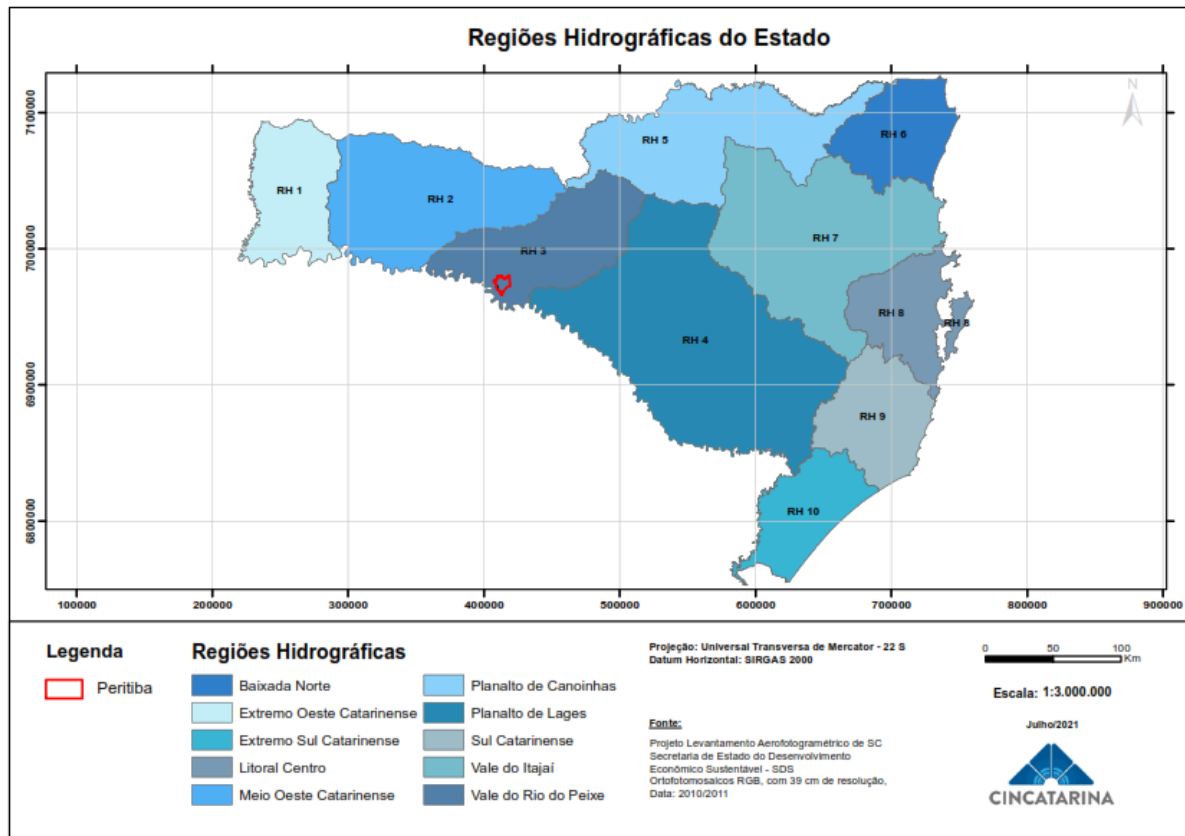 Regiões Hidrográficas do Estado
N
7100000
7000000
6900000
6800000
RH 1
RH 2
RH 3
RH 4
RH 5
RH 6
RH 7
RH 8
RH 8
RH 9
RH 10
100000 200000 300000 400000 500000 600000 700000 800000 900000
Legenda
Peritiba
Regiões Hidrográficas
Baixada Norte
Extremo Oeste Catarinense
Extremo Sul Catarinense
Litoral Centro
Meio Oeste Catarinense
Planalto de Canoinhas
Planalto de Lages
Sul Catarinense
Vale do Itajaí
Vale do Rio do Peixe
Projeção: Universal Transversa de Mercator - 22 S
Datum Horizontal: SIRGAS 2000
Fonte:
Projeto Levantamento Aerofotogramétrico de SC
Secretaria de Estado do Desenvolvimento
Econômico Sustentável - SDS
Ortofotomosaicos RGB, com 39 cm de resolução,
Data: 2010/2011
0 50 100
Km
Escala: 1:3.000.000
Julho/2021
CINCATARINA